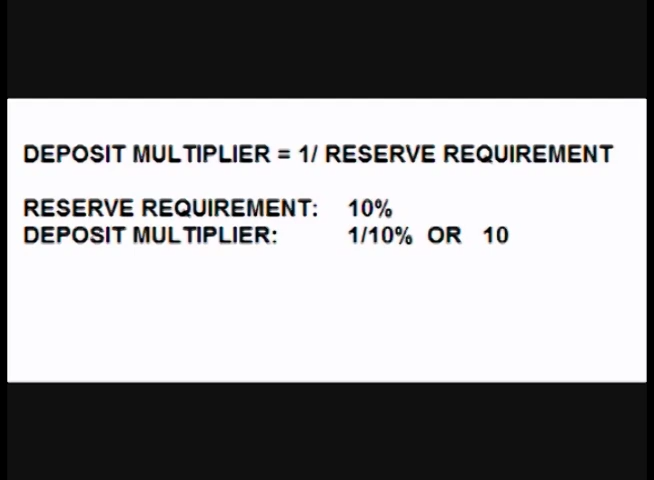 DEPOSIT MULTIPLIER = 1/ RESERVE REQUIREMENT
RESERVE REQUIREMENT: 10%
DEPOSIT MULTIPLIER: 1/10% OR 10